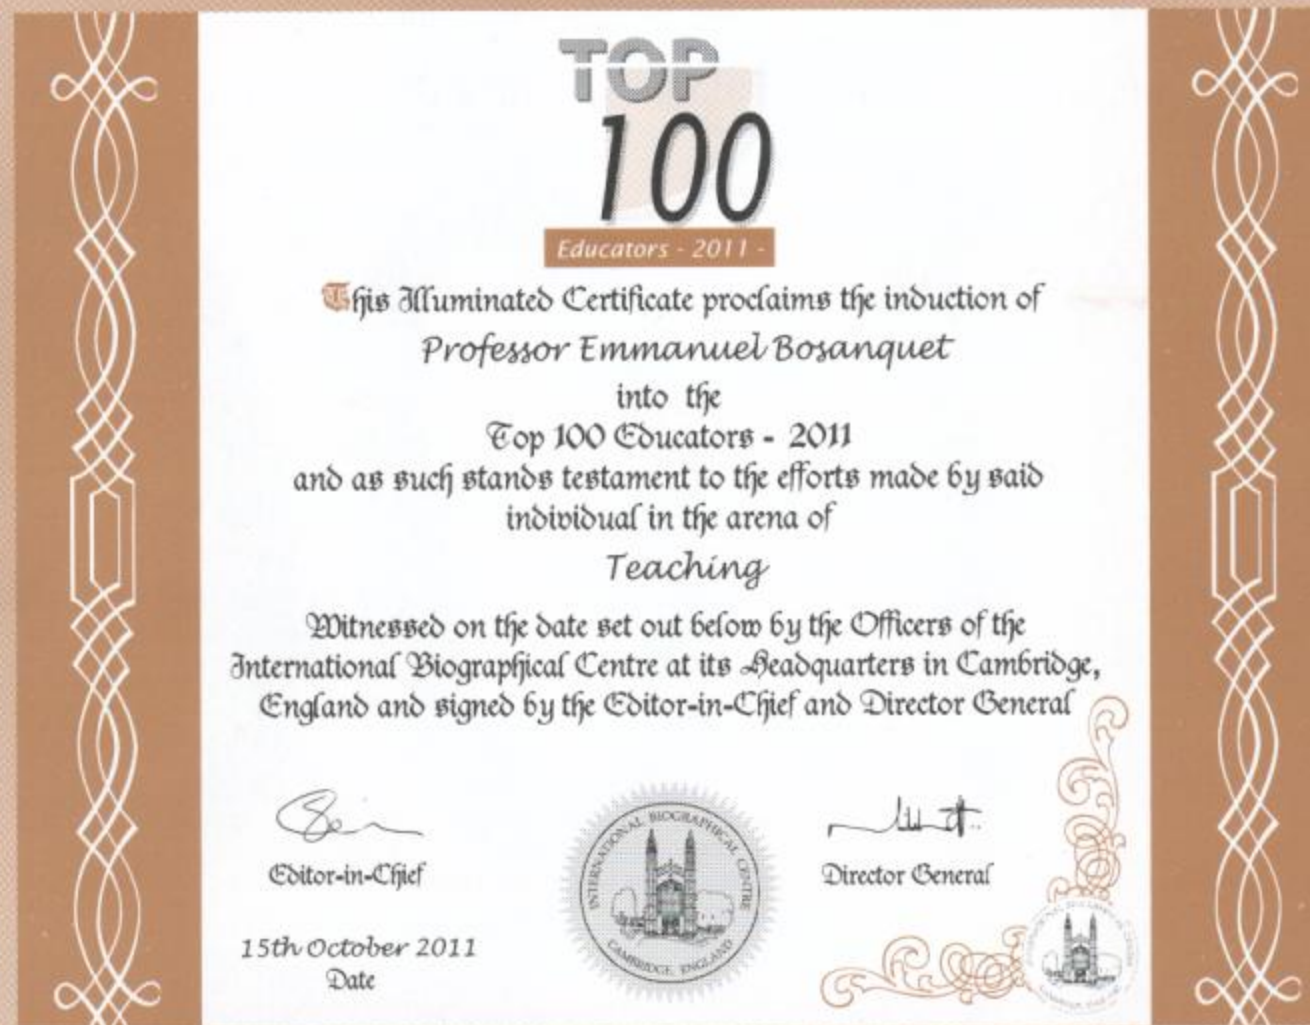 TOP
100
Educators - 2011 -
This Illuminated Certificate proclaims the induction of
Professor Emmanuel Bosanquet
into the
Top 100 Educators - 2011
and as such stands testament to the efforts made by said
individual in the arena of
Teaching
Witnessed on the date set out below by the Officers of the
International Biographical Centre at its Headquarters in Cambridge,
England and signed by the Editor-in-Chief and Director General
Editor-in-Chief
INTERNATIONAL BIOGRAPHICAL CENTRE
CAMBRIDGE, ENGLAND
Director General
15th October 2011
Date